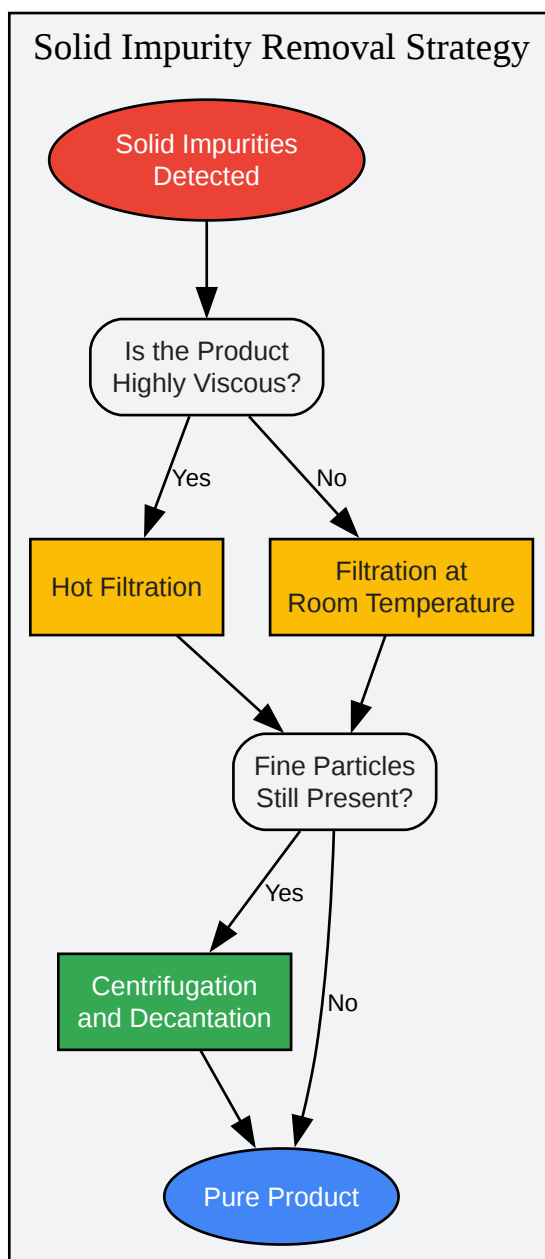 Solid Impurity Removal Strategy
Solid Impurities
Detected
Is the Product
Highly Viscous?
Yes
No
Hot Filtration
Filtration at
Room Temperature
Fine Particles
Still Present?
Yes
Centrifugation
and Decantation
No
Pure Product